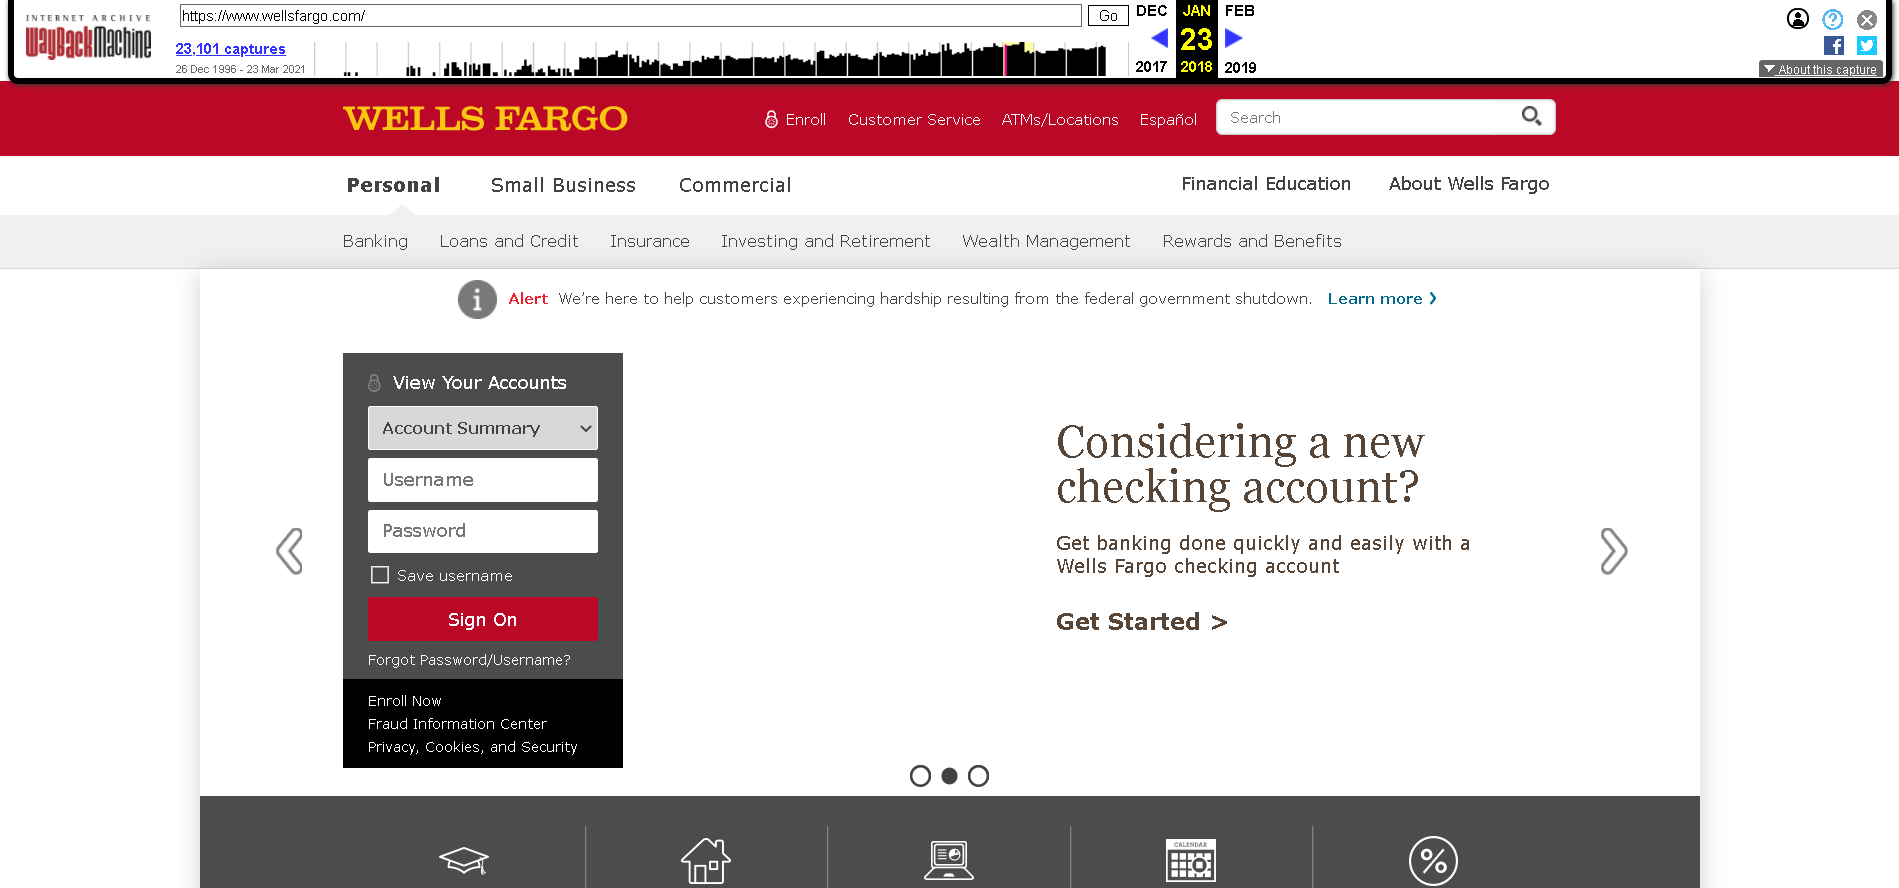 INTERNET ARCHIVE
WayBackMachine
https://www.wellsfargo.com/
Go
DEC JAN FEB
23,101 captures
23
26 Dec 1996 - 23 Mar 2021
2017 2018 2019
About this capture
WELLS FARGO
Enroll Customer Service ATMs/Locations Español
Search
Personal Small Business Commercial Financial Education About Wells Fargo
Banking Loans and Credit Insurance Investing and Retirement Wealth Management Rewards and Benefits
Alert We're here to help customers experiencing hardship resulting from the federal government shutdown. Learn more
View Your Accounts
Account Summary
Username
Password
Save username
Sign On
Forgot Password/Username?
Enroll Now
Fraud Information Center
Privacy, Cookies, and Security
Considering a new
checking account?
Get banking done quickly and easily with a
Wells Fargo checking account
Get Started >
CALENDAR
%